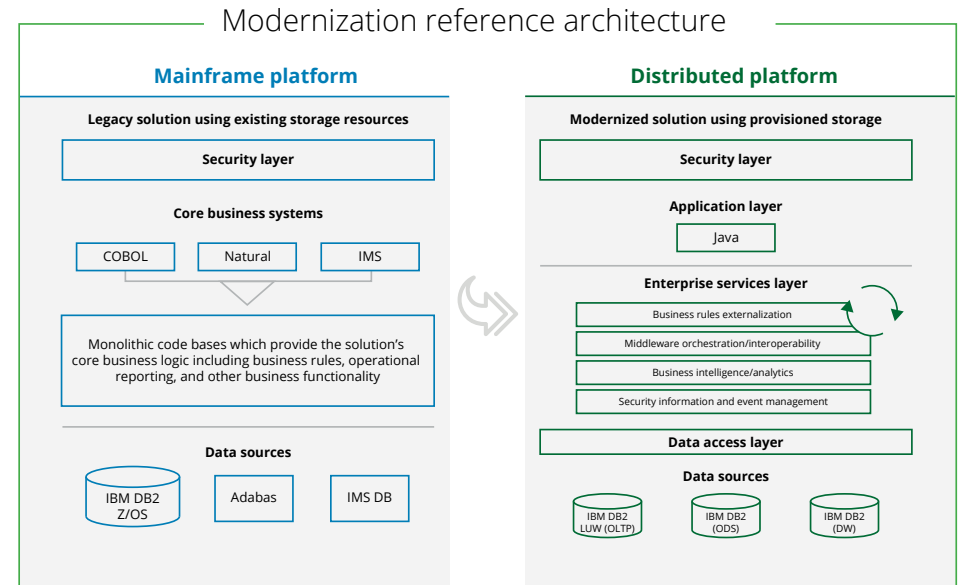 Modernization reference architecture
Mainframe platform
Legacy solution using existing storage resources
Security layer
Core business systems
COBOL
Natural
IMS
Monolithic code bases which provide the solution's
core business logic including business rules, operational
reporting, and other business functionality
Data sources
IBM DB2
Z/OS
Adabas
IMS DB
Distributed platform
Modernized solution using provisioned storage
Security layer
Application layer
Java
Enterprise services layer
Business rules externalization
Middleware orchestration/interoperability
Business intelligence/analytics
Security information and event management
Data access layer
Data sources
IBM DB2
LUW (OLTP)
IBM DB2
(ODS)
IBM DB2
(DW)